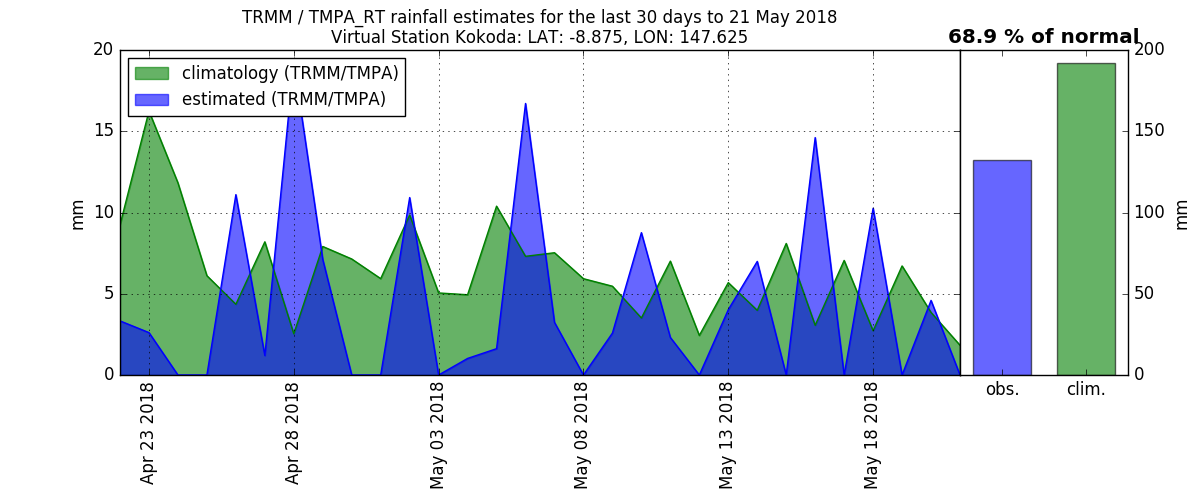 TRMM / TMPA_RT rainfall estimates for the last 30 days to 21 May 2018
Virtual Station Kokoda: LAT: -8.875, LON: 147.625
68.9 % of normal
climatology (TRMM/TMPA)
estimated (TRMM/TMPA)
20
15
10
5
0
mm
Apr 23 2018
Apr 28 2018
May 03 2018
May 08 2018
May 13 2018
May 18 2018
200
150
100
50
0
mm
obs.
clim.